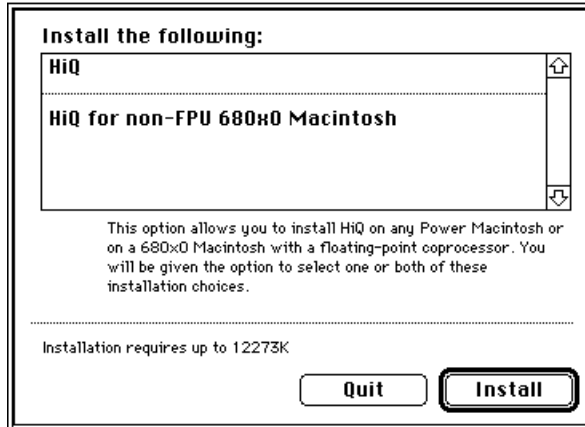 Install the following:
HiQ
HiQ for non-FPU 680x0 Macintosh
This option allows you to install HiQ on any Power Macintosh or
on a 680x0 Macintosh with a floating-point coprocessor. You
will be given the option to select one or both of these
installation choices.
Installation requires up to 12273K
Quit
Install